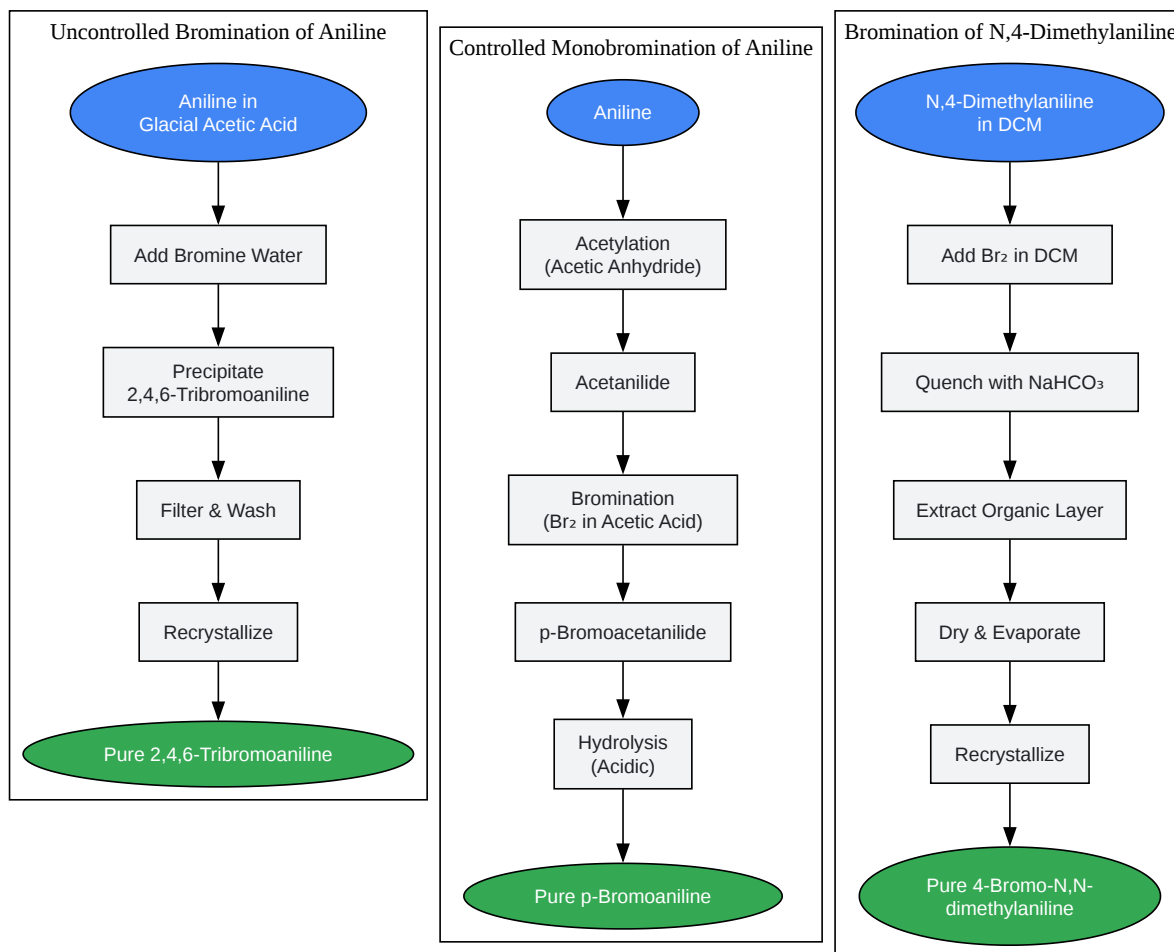 Uncontrolled Bromination of Aniline
Aniline in
Glacial Acetic Acid
Add Bromine Water
Precipitate
2,4,6-Tribromoaniline
Filter & Wash
Recrystallize
Pure 2,4,6-Tribromoaniline
Controlled Monobromination of Aniline
Aniline
Acetylation
(Acetic Anhydride)
Acetanilide
Bromination
(Br₂ in Acetic Acid)
p-Bromoacetanilide
Hydrolysis
(Acidic)
Pure p-Bromoaniline
Bromination of N,4-Dimethylaniline
N,4-Dimethylaniline
in DCM
Add Br₂ in DCM
Quench with NaHCO₃
Extract Organic Layer
Dry & Evaporate
Recrystallize
Pure 4-Bromo-N,N-
dimethylaniline